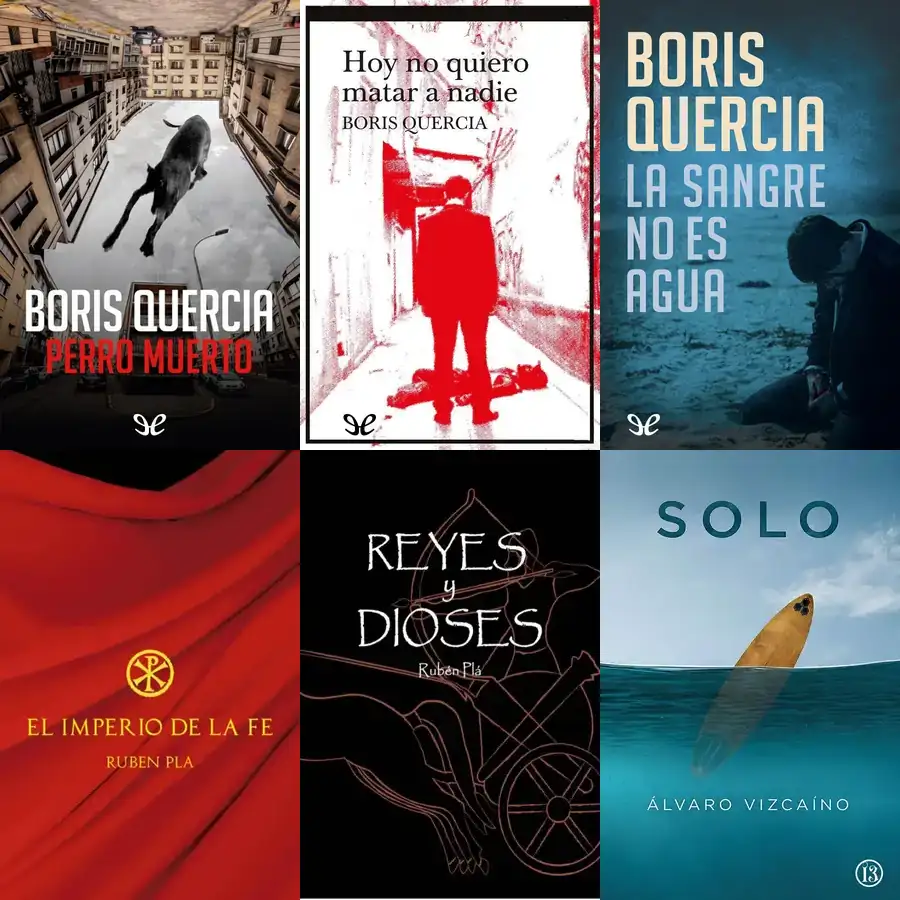 BORIS QUERCIA
PERRO MUERTO
Hoy no quiero
matar a nadie
BORIS QUERCIA
BORIS
QUERCIA
LA SANGRE
NO ES
AGUA
EL IMPERIO DE LA FE
RUBEN PLA
REYES
y
DIOSES
Rubén Plá
SOLO
ÁLVARO VIZCAÍNO
13